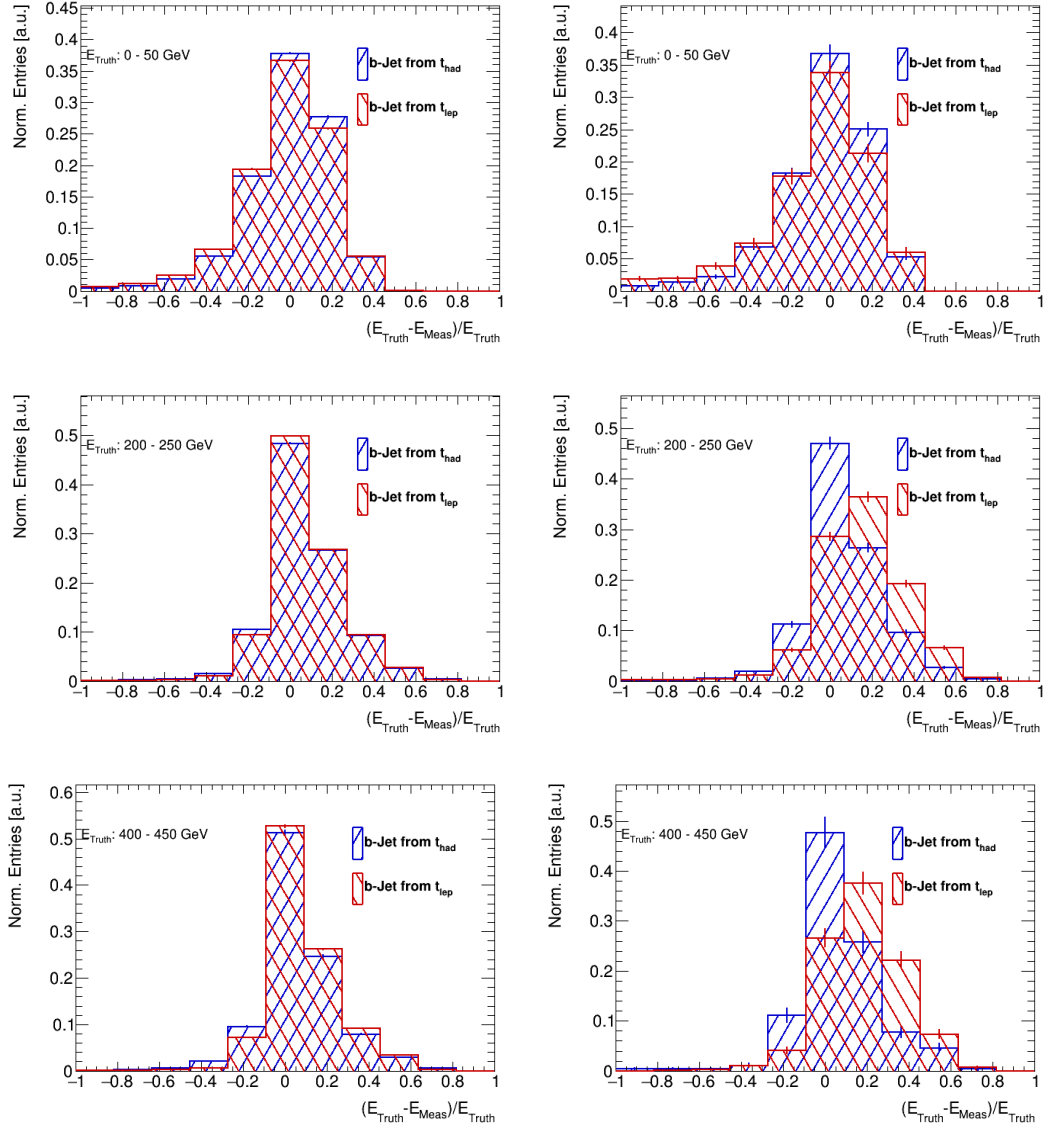 Norm. Entries [a.u.]
E_Truth: 0 - 50 GeV
b-Jet from t_had
b-Jet from t_lep
0.45
0.4
0.35
0.3
0.25
0.2
0.15
0.1
0.05
0
−1 −0.8 −0.6 −0.4 −0.2 0 0.2 0.4 0.6 0.8 1
(E_Truth-E_Meas)/E_Truth
Norm. Entries [a.u.]
E_Truth: 0 - 50 GeV
b-Jet from t_had
b-Jet from t_lep
0.4
0.35
0.3
0.25
0.2
0.15
0.1
0.05
0
−1 −0.8 −0.6 −0.4 −0.2 0 0.2 0.4 0.6 0.8 1
(E_Truth-E_Meas)/E_Truth
Norm. Entries [a.u.]
E_Truth: 200 - 250 GeV
b-Jet from t_had
b-Jet from t_lep
0.5
0.4
0.3
0.2
0.1
0
−1 −0.8 −0.6 −0.4 −0.2 0 0.2 0.4 0.6 0.8 1
(E_Truth-E_Meas)/E_Truth
Norm. Entries [a.u.]
E_Truth: 200 - 250 GeV
b-Jet from t_had
b-Jet from t_lep
0.5
0.4
0.3
0.2
0.1
0
−1 −0.8 −0.6 −0.4 −0.2 0 0.2 0.4 0.6 0.8 1
(E_Truth-E_Meas)/E_Truth
Norm. Entries [a.u.]
E_Truth: 400 - 450 GeV
b-Jet from t_had
b-Jet from t_lep
0.6
0.5
0.4
0.3
0.2
0.1
0
−1 −0.8 −0.6 −0.4 −0.2 0 0.2 0.4 0.6 0.8 1
(E_Truth-E_Meas)/E_Truth
Norm. Entries [a.u.]
E_Truth: 400 - 450 GeV
b-Jet from t_had
b-Jet from t_lep
0.5
0.4
0.3
0.2
0.1
0
−1 −0.8 −0.6 −0.4 −0.2 0 0.2 0.4 0.6 0.8 1
(E_Truth-E_Meas)/E_Truth